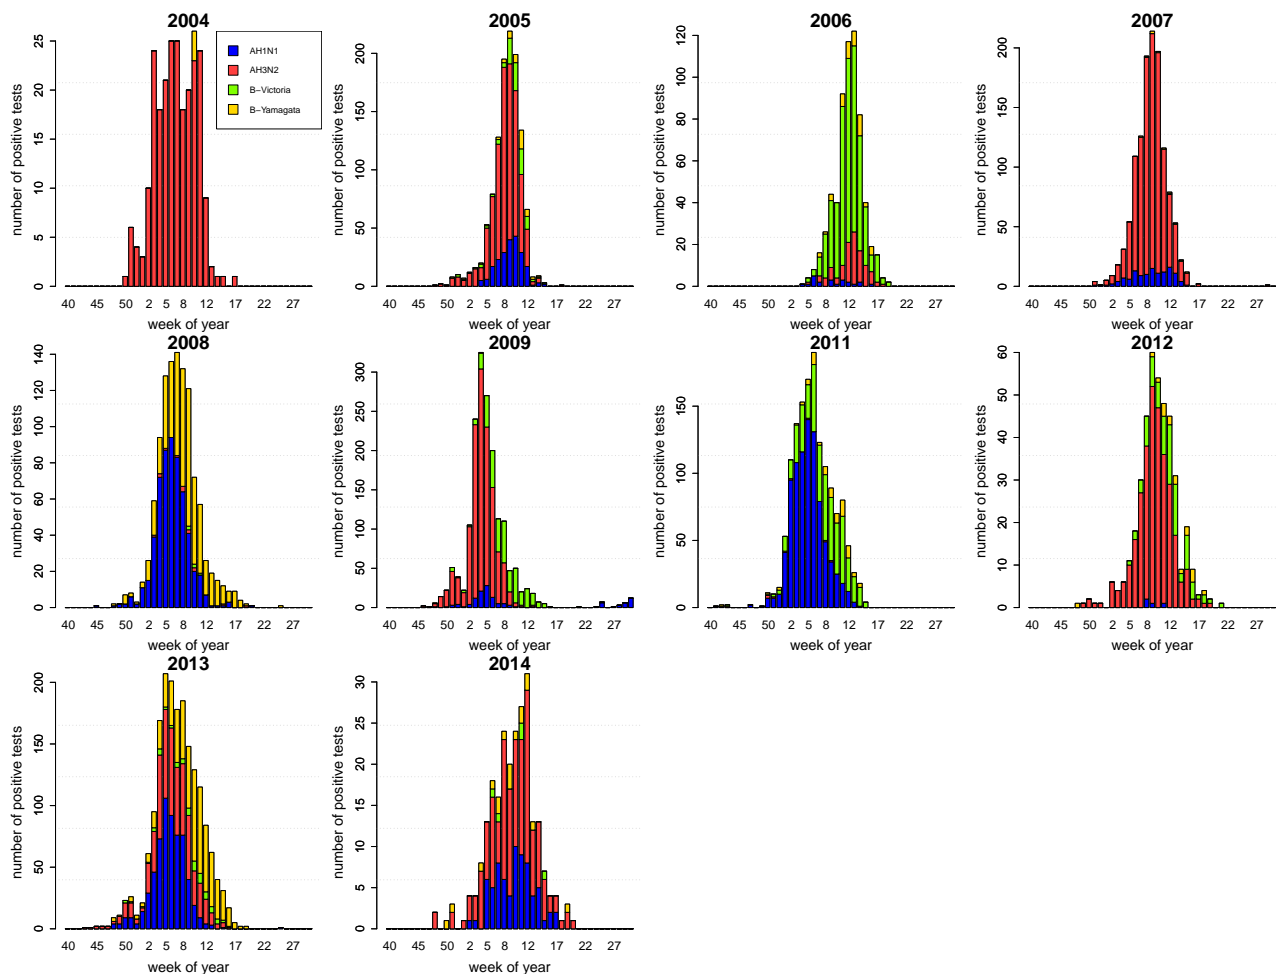 2004
2005
2006
2007
AH1N1
AH3N2
B−Victoria
B−Yamagata
number of positive tests
0 5 10 15 20 25
40 45 50 2 5 8 12 17 22 27
week of year
number of positive tests
0 50 100 150 200
40 45 50 2 5 8 12 17 22 27
week of year
number of positive tests
0 20 40 60 80 100 120
40 45 50 2 5 8 12 17 22 27
week of year
number of positive tests
0 50 100 150 200
40 45 50 2 5 8 12 17 22 27
week of year
2008
2009
2011
2012
number of positive tests
0 20 40 60 80 100 120 140
40 45 50 2 5 8 12 17 22 27
week of year
number of positive tests
0 50 100 150 200 250 300
40 45 50 2 5 8 12 17 22 27
week of year
number of positive tests
0 50 100 150
40 45 50 2 5 8 12 17 22 27
week of year
number of positive tests
0 10 20 30 40 50 60
40 45 50 2 5 8 12 17 22 27
week of year
2013
2014
number of positive tests
0 50 100 150 200
40 45 50 2 5 8 12 17 22 27
week of year
number of positive tests
0 5 10 15 20 25 30
40 45 50 2 5 8 12 17 22 27
week of year